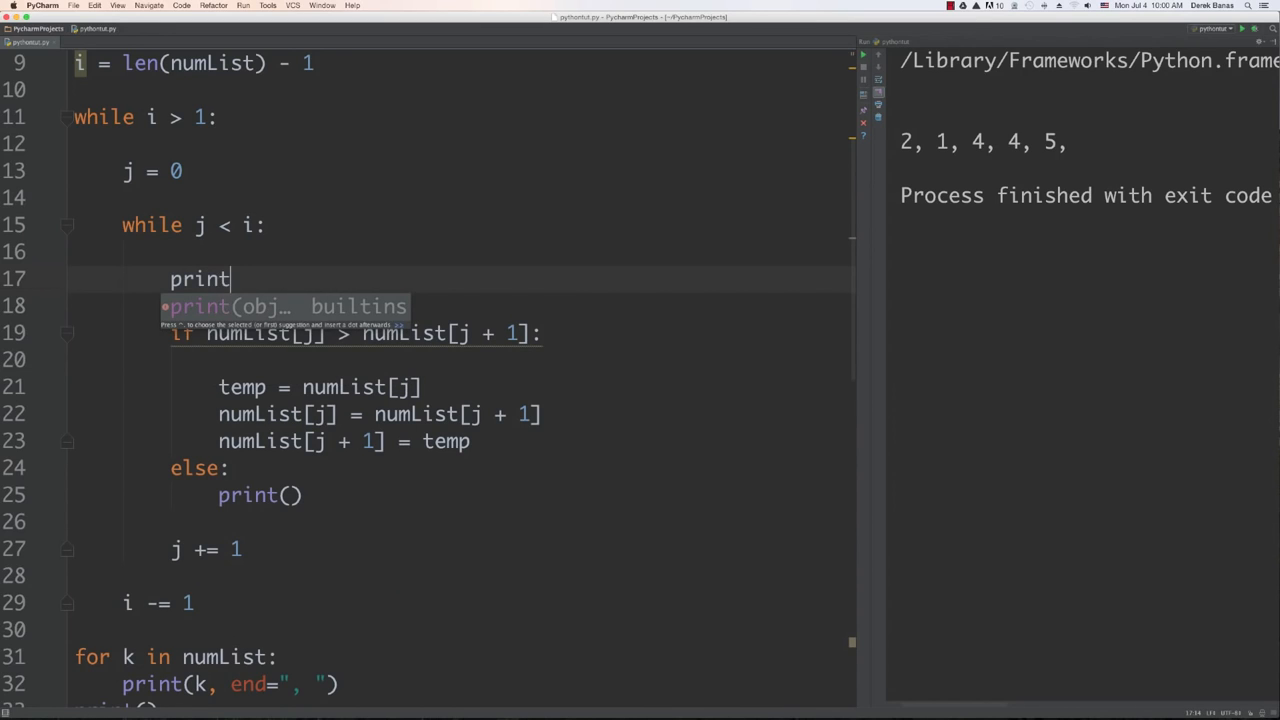 PyCharm File Edit View Navigate Code Refactor Run Tools VCS Window Help 10 Mon Jul 4 10:00 AM Derek Banas
pythontut.py - PycharmProjects - [~/PycharmProjects]
PycharmProjects pythontut.py pythontut
pythontut.py
Run: pythontut
9 i = len(numList) - 1
10
11 while i > 1:
12
13 j = 0
14
15 while j < i:
16
17 print
18 print(obj… builtins
Press ^. to choose the selected (or first) suggestion and insert a dot afterwards >>
19 if numList[j] > numList[j + 1]:
20
21 temp = numList[j]
22 numList[j] = numList[j + 1]
23 numList[j + 1] = temp
24 else:
25 print()
26
27 j += 1
28
29 i -= 1
30
31 for k in numList:
32 print(k, end=", ")
print()
/Library/Frameworks/Python.frame
2, 1, 4, 4, 5,
Process finished with exit code
17:14 LF÷ UTF-8÷